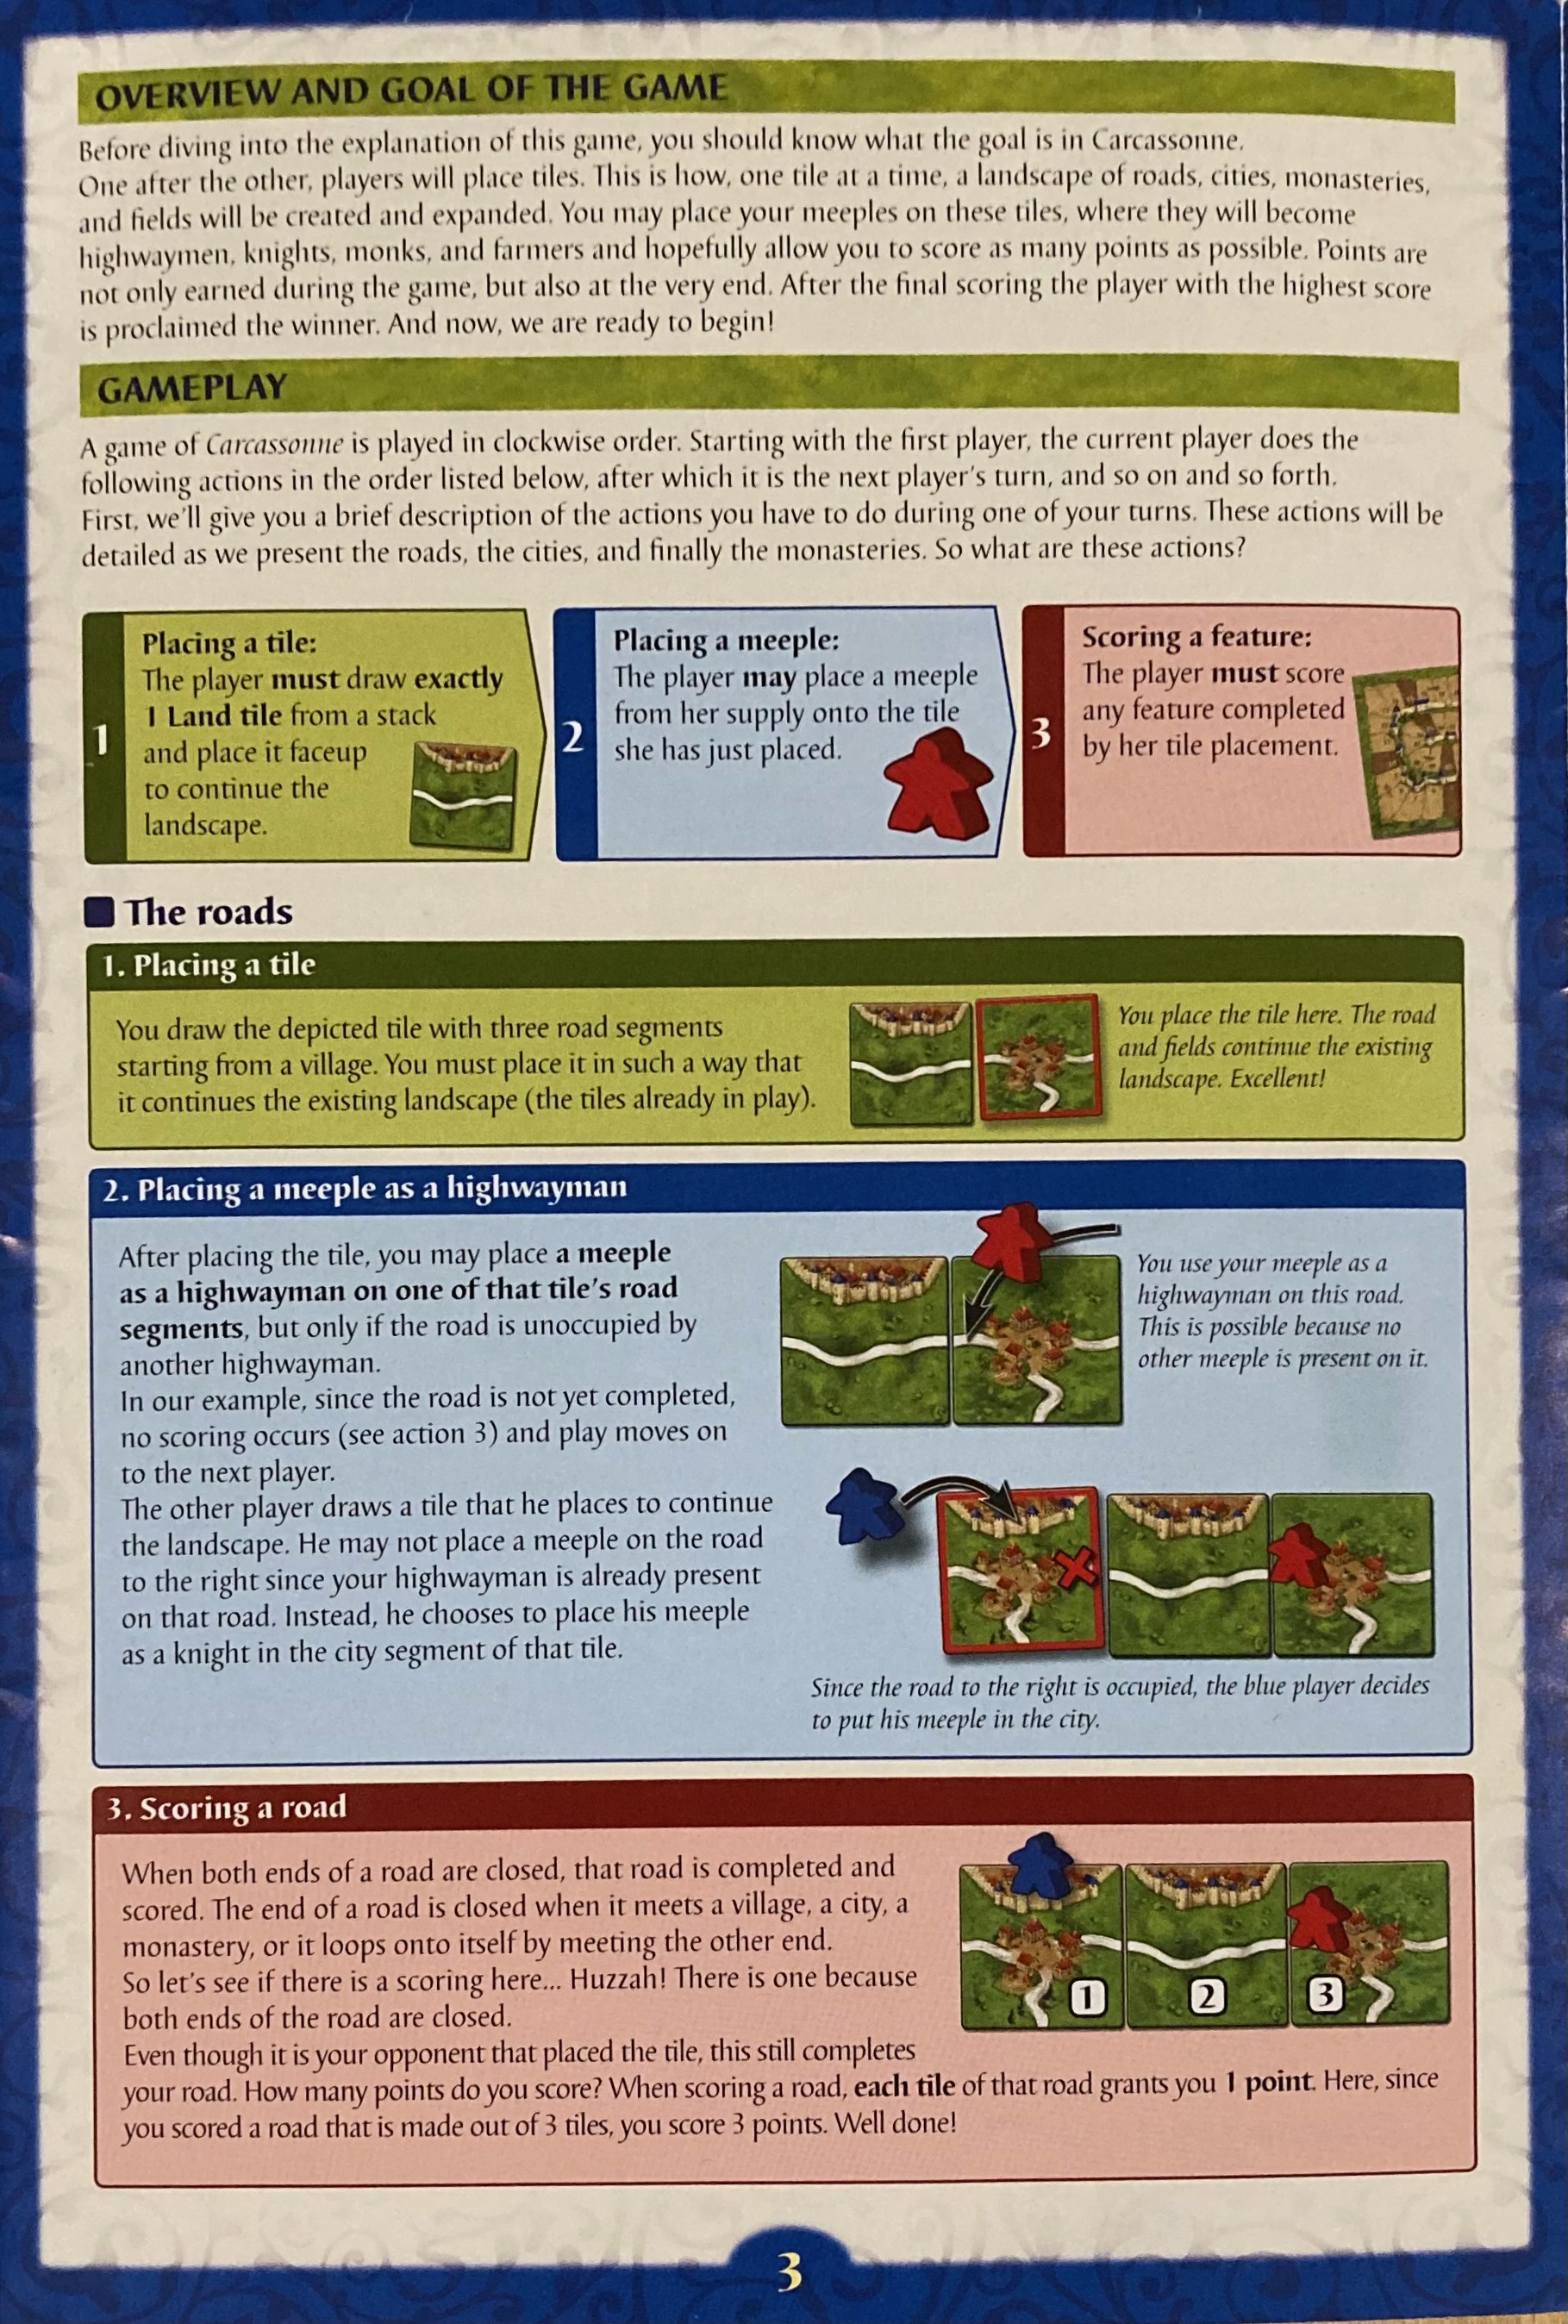 OVERVIEW AND GOAL OF THE GAME
Before diving into the explanation of this game, you should know what the goal is in Carcassonne.
One after the other, players will place tiles. This is how, one tile at a time, a landscape of roads, cities, monasteries,
and fields will be created and expanded. You may place your meeples on these tiles, where they will become
highwaymen, knights, monks, and farmers and hopefully allow you to score as many points as possible. Points are
not only earned during the game, but also at the very end. After the final scoring the player with the highest score
is proclaimed the winner. And now, we are ready to begin!
GAMEPLAY
A game of Carcassonne is played in clockwise order. Starting with the first player, the current player does the
following actions in the order listed below, after which it is the next player's turn, and so on and so forth.
First, we'll give you a brief description of the actions you have to do during one of your turns. These actions will be
detailed as we present the roads, the cities, and finally the monasteries. So what are these actions?
1
Placing a tile:
The player must draw exactly
1 Land tile from a stack
and place it faceup
to continue the
landscape.
2
Placing a meeple:
The player may place a meeple
from her supply onto the tile
she has just placed.
3
Scoring a feature:
The player must score
any feature completed
by her tile placement.
The roads
1. Placing a tile
You draw the depicted tile with three road segments
starting from a village. You must place it in such a way that
it continues the existing landscape (the tiles already in play).
You place the tile here. The road
and fields continue the existing
landscape. Excellent!
2. Placing a meeple as a highwayman
After placing the tile, you may place a meeple
as a highwayman on one of that tile's road
segments, but only if the road is unoccupied by
another highwayman.
In our example, since the road is not yet completed,
no scoring occurs (see action 3) and play moves on
to the next player.
The other player draws a tile that he places to continue
the landscape. He may not place a meeple on the road
to the right since your highwayman is already present
on that road. Instead, he chooses to place his meeple
as a knight in the city segment of that tile.
You use your meeple as a
highwayman on this road.
This is possible because no
other meeple is present on it.
Since the road to the right is occupied, the blue player decides
to put his meeple in the city.
3. Scoring a road
When both ends of a road are closed, that road is completed and
scored. The end of a road is closed when it meets a village, a city, a
monastery, or it loops onto itself by meeting the other end.
So let's see if there is a scoring here... Huzzah! There is one because
both ends of the road are closed.
Even though it is your opponent that placed the tile, this still completes
your road. How many points do you score? When scoring a road, each tile of that road grants you 1 point. Here, since
you scored a road that is made out of 3 tiles, you score 3 points. Well done!
1
2
3
3